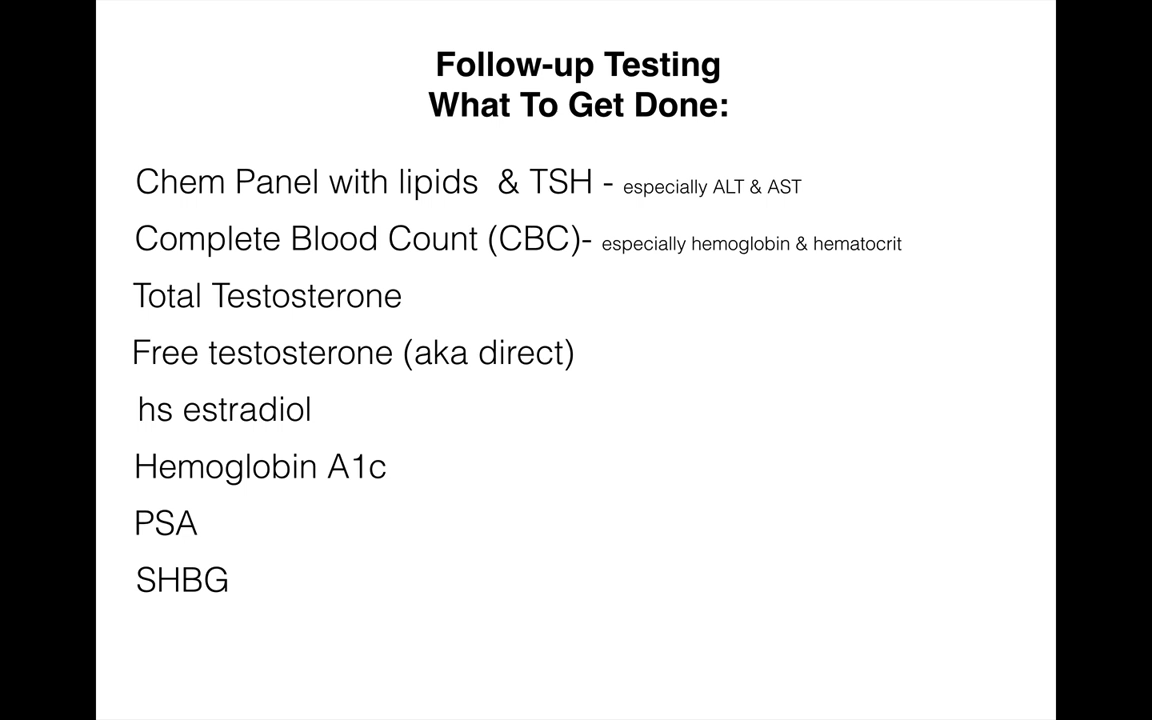 Follow-up Testing
What To Get Done:
Chem Panel with lipids & TSH - especially ALT & AST
Complete Blood Count (CBC)- especially hemoglobin & hematocrit
Total Testosterone
Free testosterone (aka direct)
hs estradiol
Hemoglobin A1c
PSA
SHBG